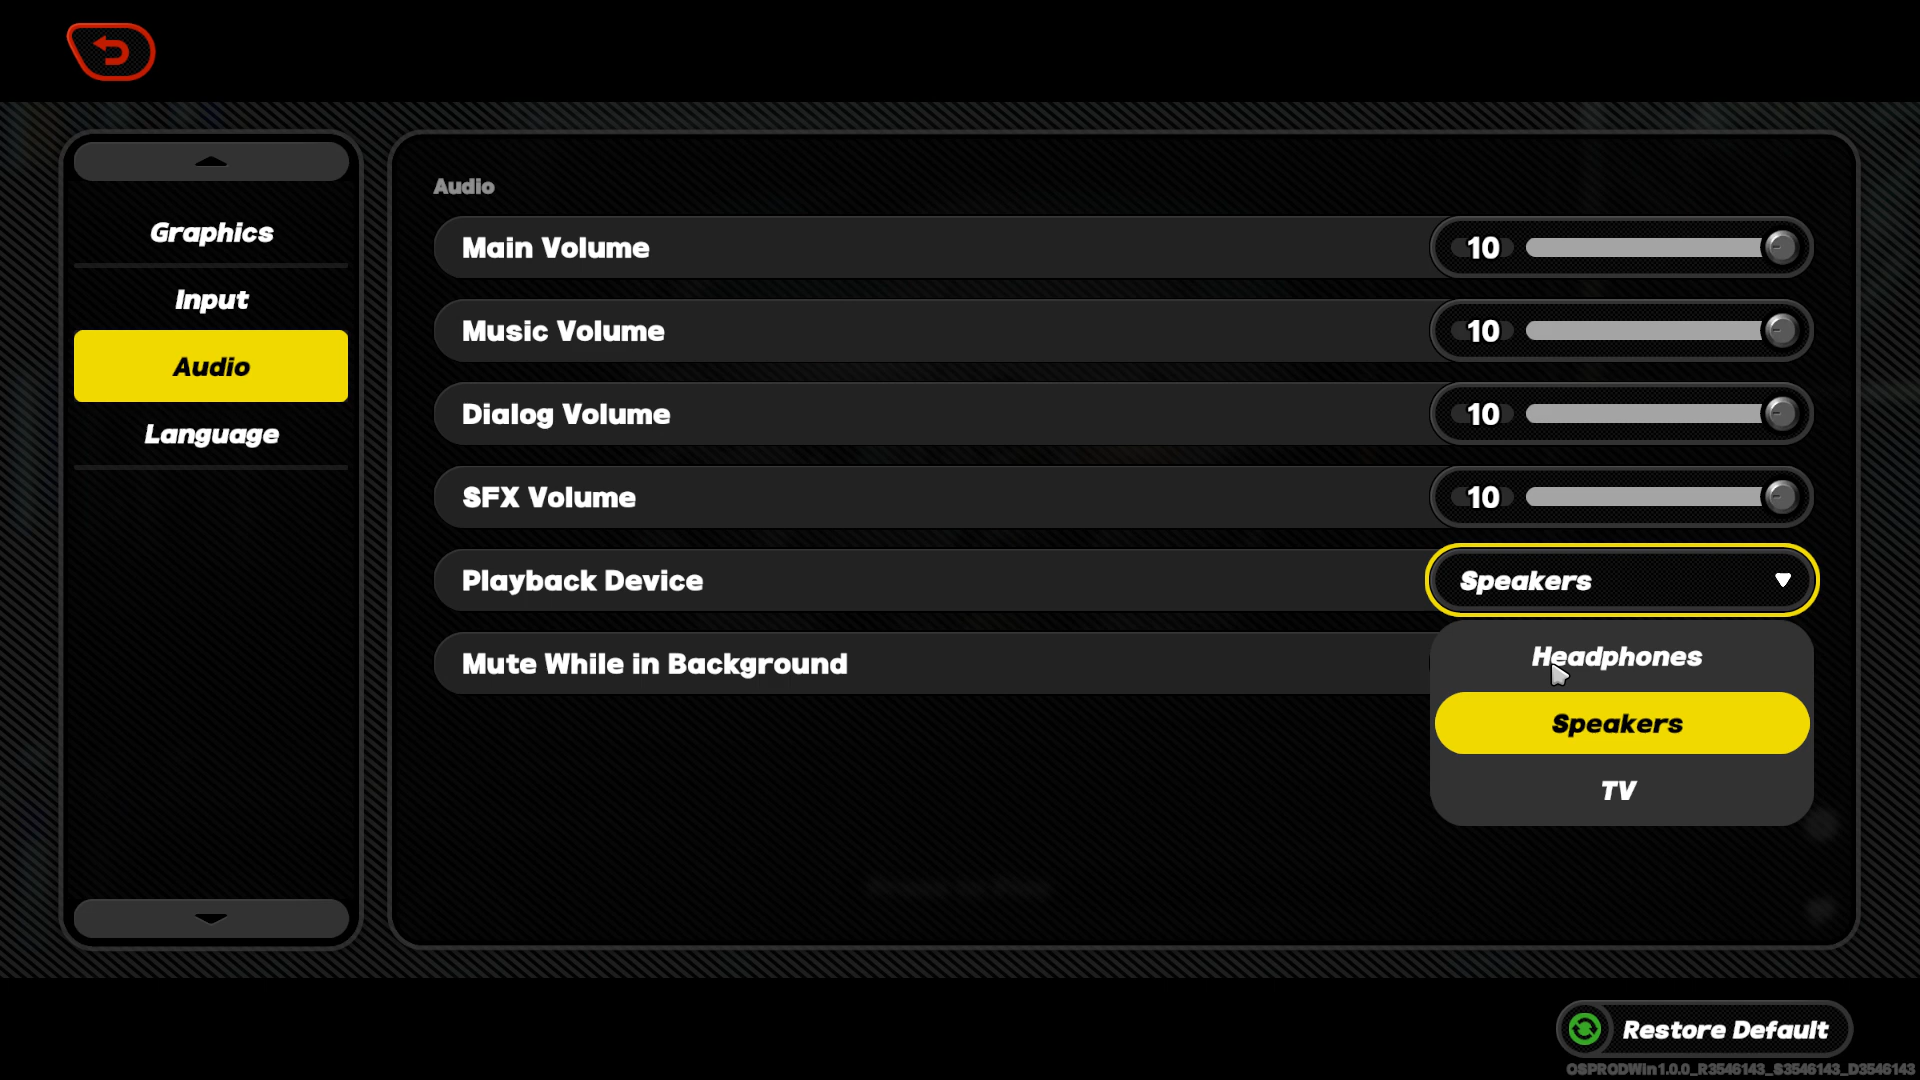 Audio
Graphics
Main Volume 10
Input
Music Volume 10
Audio
Dialog Volume 10
Language
SFX Volume 10
Playback Device Speakers
Mute While in Background
Headphones
Speakers
TV
Restore Default
OSPRODWin1.0.0_R3546143_S3546143_D3546143